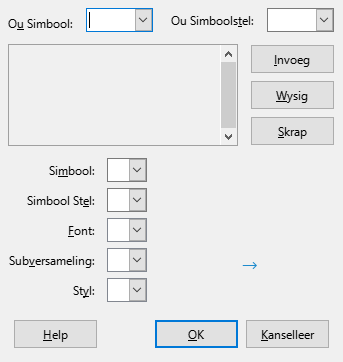 Ou Simbool: Ou Simboolstel:
Invoeg
Wysig
Skrap
Simbool:
Simbool Stel:
Font:
Subversameling:
→
Styl:
Help OK Kanselleer